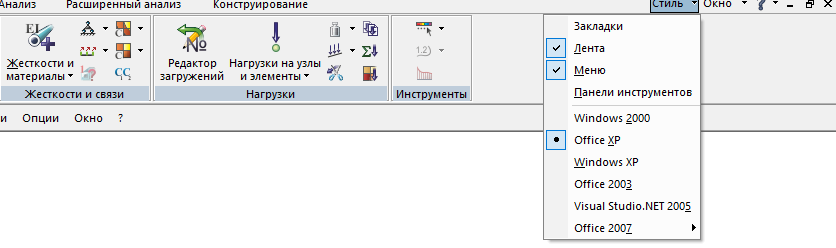 Анализ Расширенный анализ Конструирование Стиль Окно ?
Жесткости и материалы
Редактор загружений
Нагрузки на узлы и элементы
Жесткости и связи Нагрузки Инструменты
и Опции Окно ?
Закладки
Лента
Меню
Панели инструментов
Windows 2000
Office XP
Windows XP
Office 2003
Visual Studio.NET 2005
Office 2007